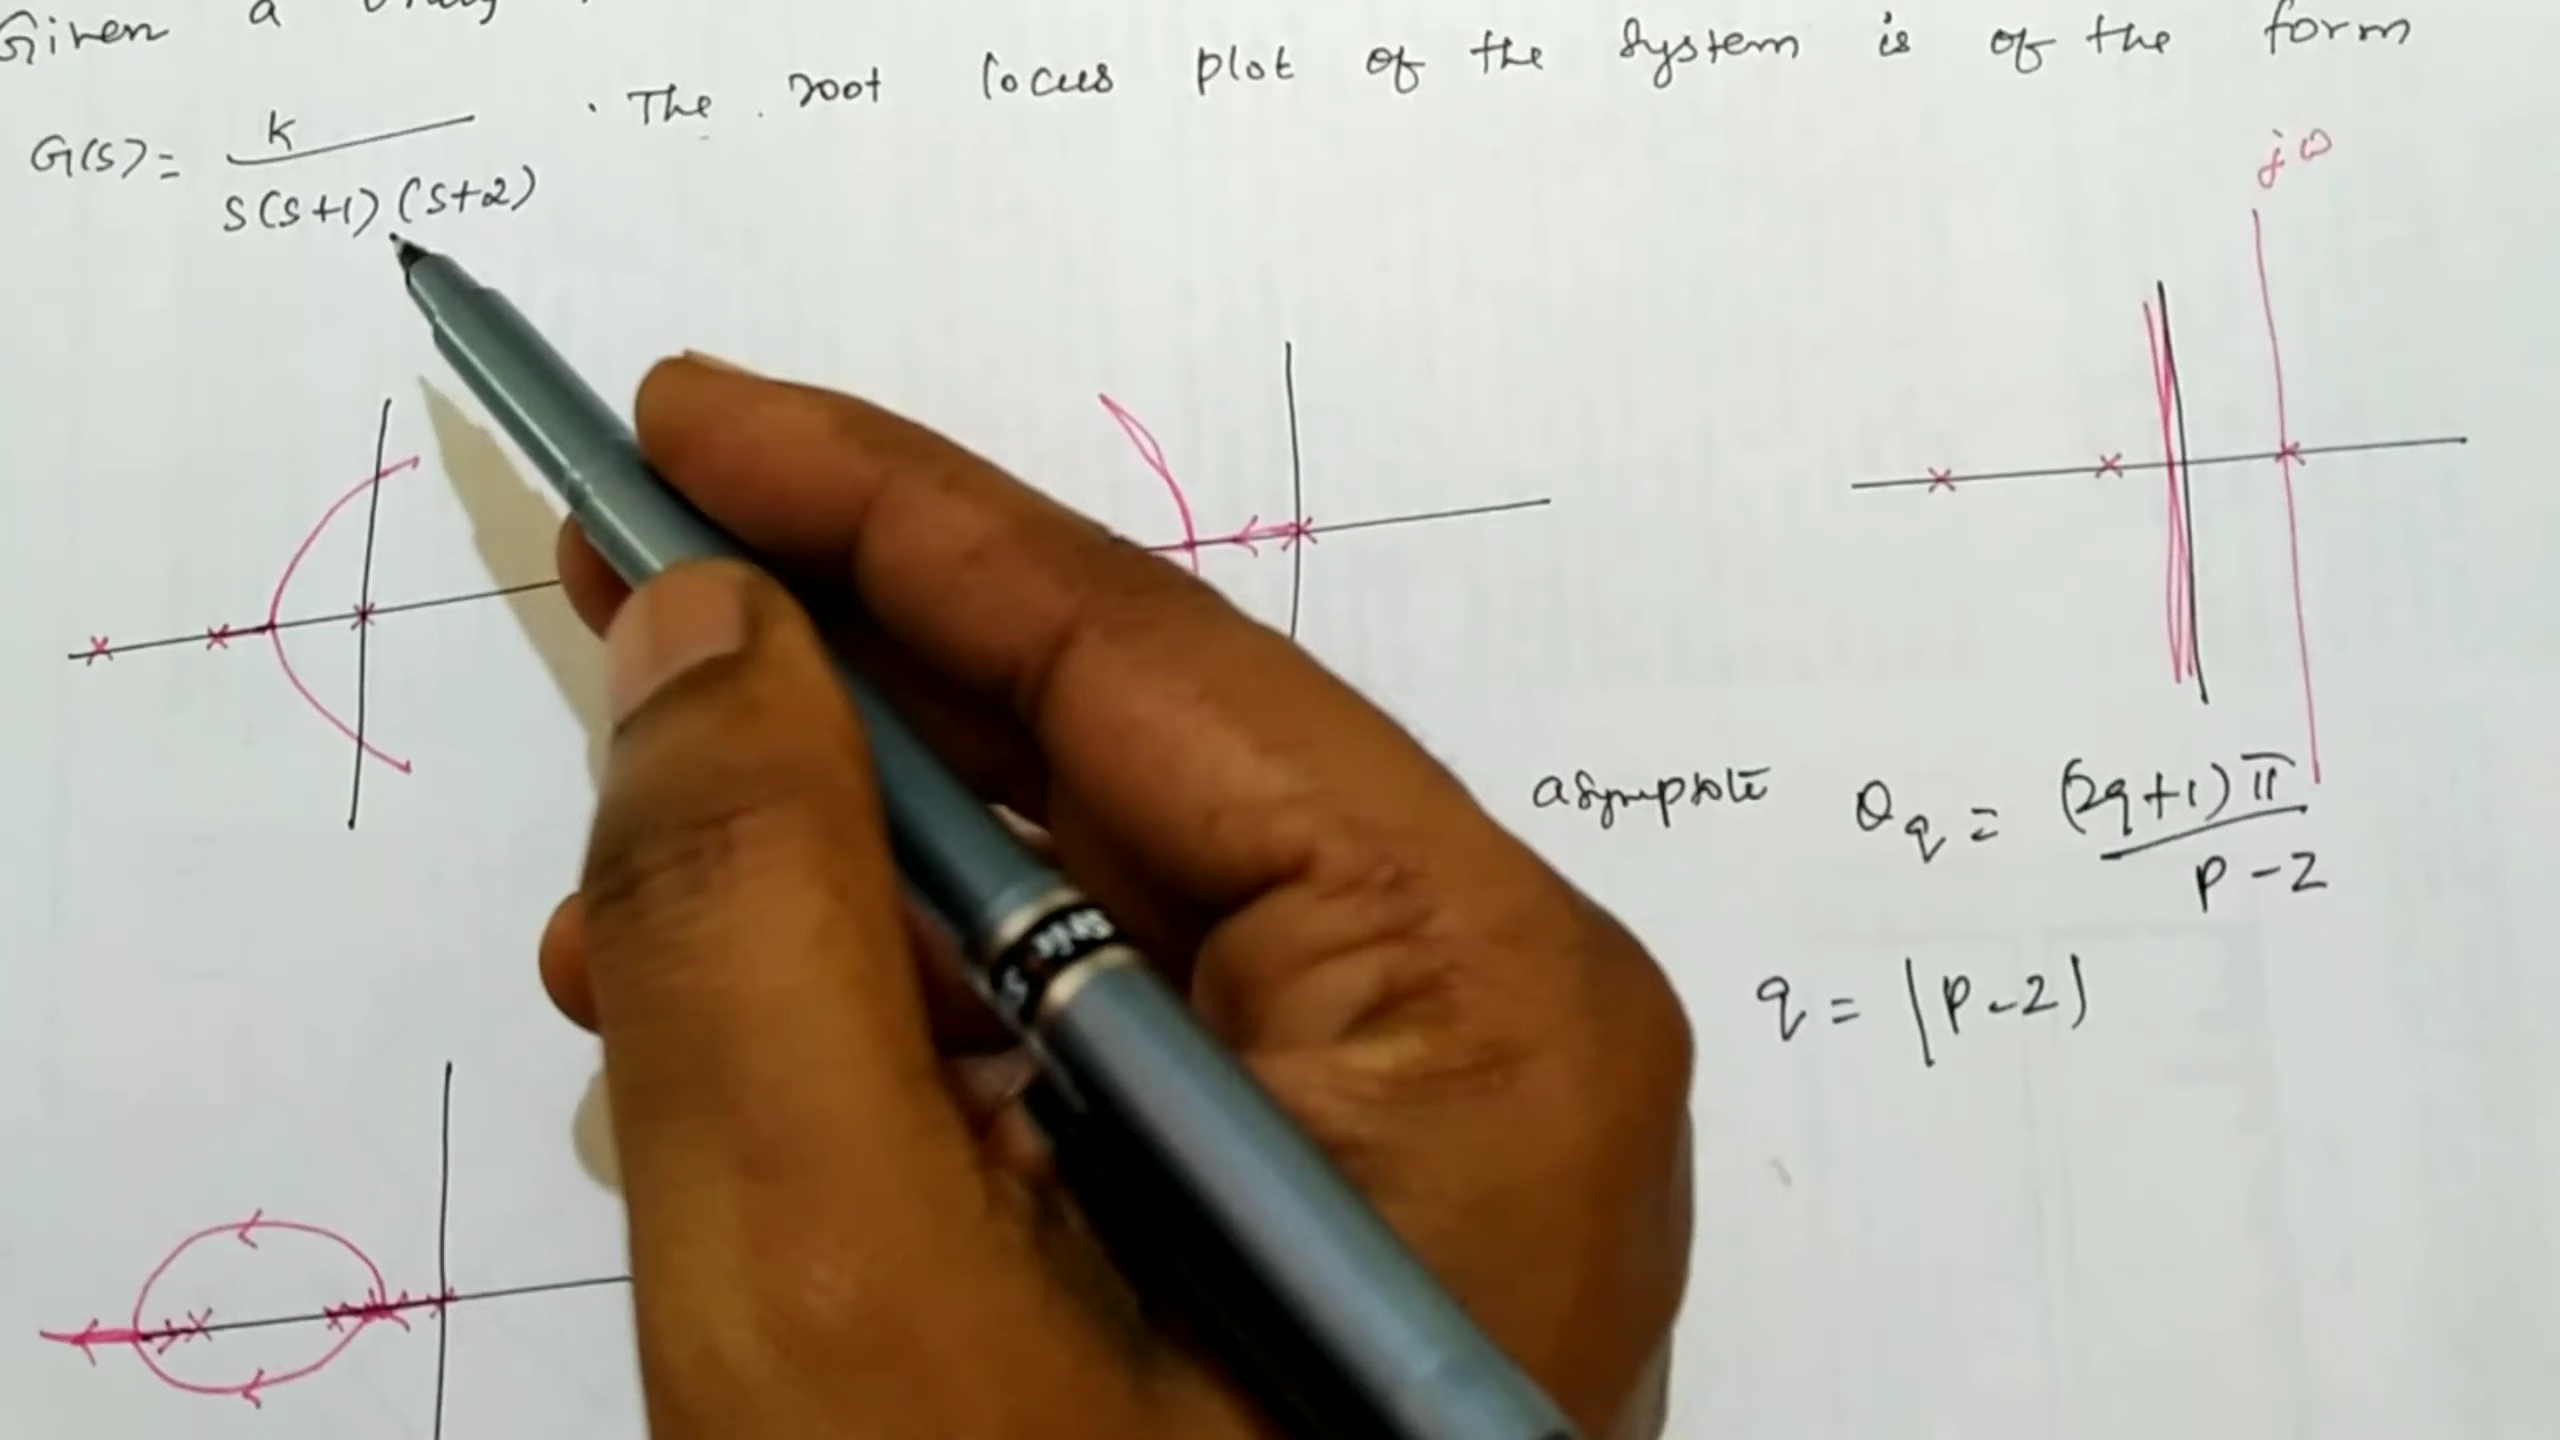 Given a
. The root locus plot of the system is of the form
G(s) = K / s(s+1)(s+2)
jω
asymptote θq = (2q+1)π / P-Z
q = |P-Z|